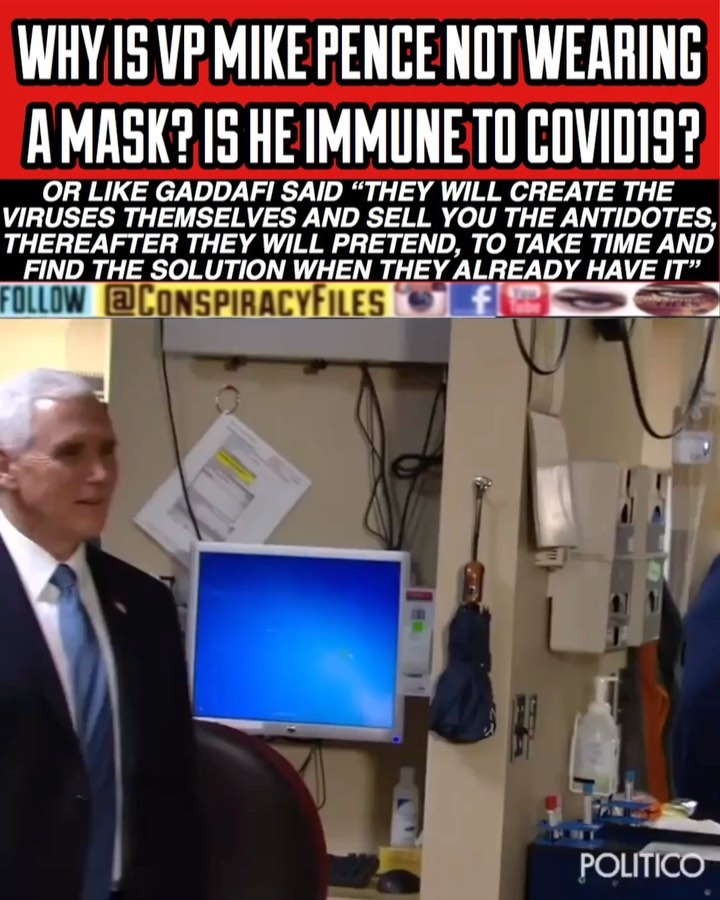 WHY IS VP MIKE PENCE NOT WEARING
A MASK? IS HE IMMUNE TO COVID19?
OR LIKE GADDAFI SAID “THEY WILL CREATE THE
VIRUSES THEMSELVES AND SELL YOU THE ANTIDOTES,
THEREAFTER THEY WILL PRETEND, TO TAKE TIME AND
FIND THE SOLUTION WHEN THEY ALREADY HAVE IT”
FOLLOW @CONSPIRACYFILES f You Tube
POLITICO